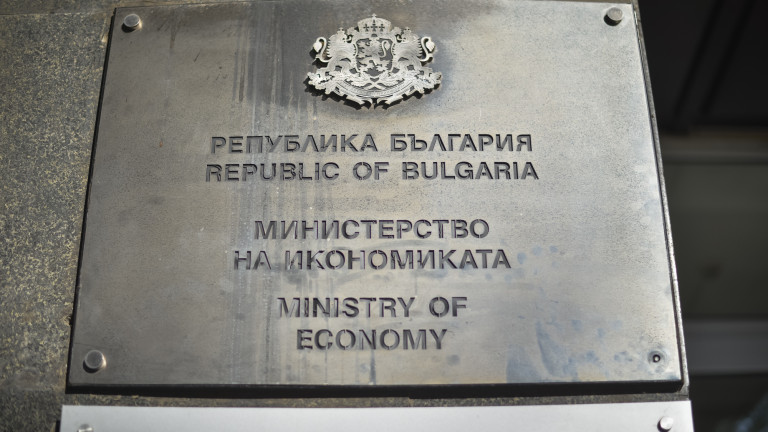 РЕПУБЛИКА БЪЛГАРИЯ
REPUBLIC OF BULGARIA
МИНИСТЕРСТВО
НА ИКОНОМИКАТА
MINISTRY OF
ECONOMY